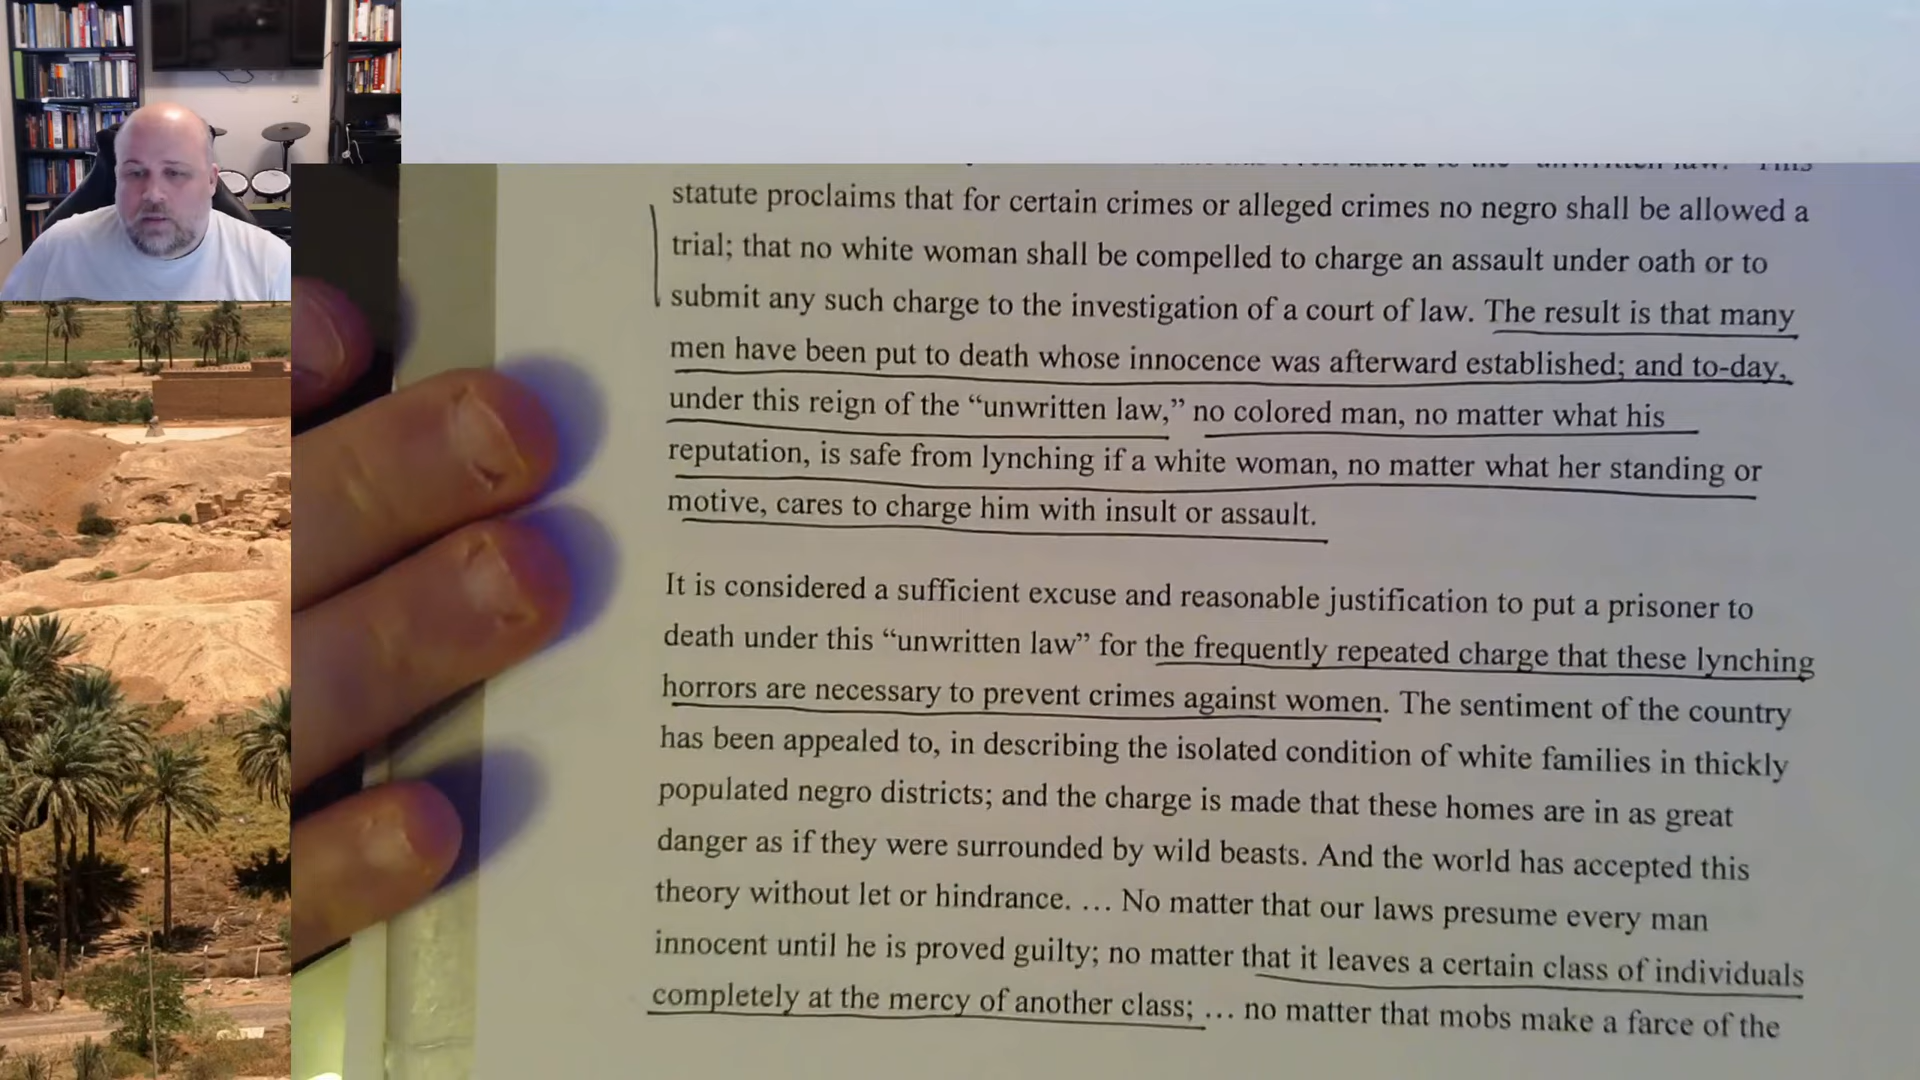 statute proclaims that for certain crimes or alleged crimes no negro shall be allowed a
trial; that no white woman shall be compelled to charge an assault under oath or to
submit any such charge to the investigation of a court of law. The result is that many
men have been put to death whose innocence was afterward established; and to-day,
under this reign of the “unwritten law,” no colored man, no matter what his
reputation, is safe from lynching if a white woman, no matter what her standing or
motive, cares to charge him with insult or assault.
It is considered a sufficient excuse and reasonable justification to put a prisoner to
death under this “unwritten law” for the frequently repeated charge that these lynching
horrors are necessary to prevent crimes against women. The sentiment of the country
has been appealed to, in describing the isolated condition of white families in thickly
populated negro districts; and the charge is made that these homes are in as great
danger as if they were surrounded by wild beasts. And the world has accepted this
theory without let or hindrance. … No matter that our laws presume every man
innocent until he is proved guilty; no matter that it leaves a certain class of individuals
completely at the mercy of another class; … no matter that mobs make a farce of the